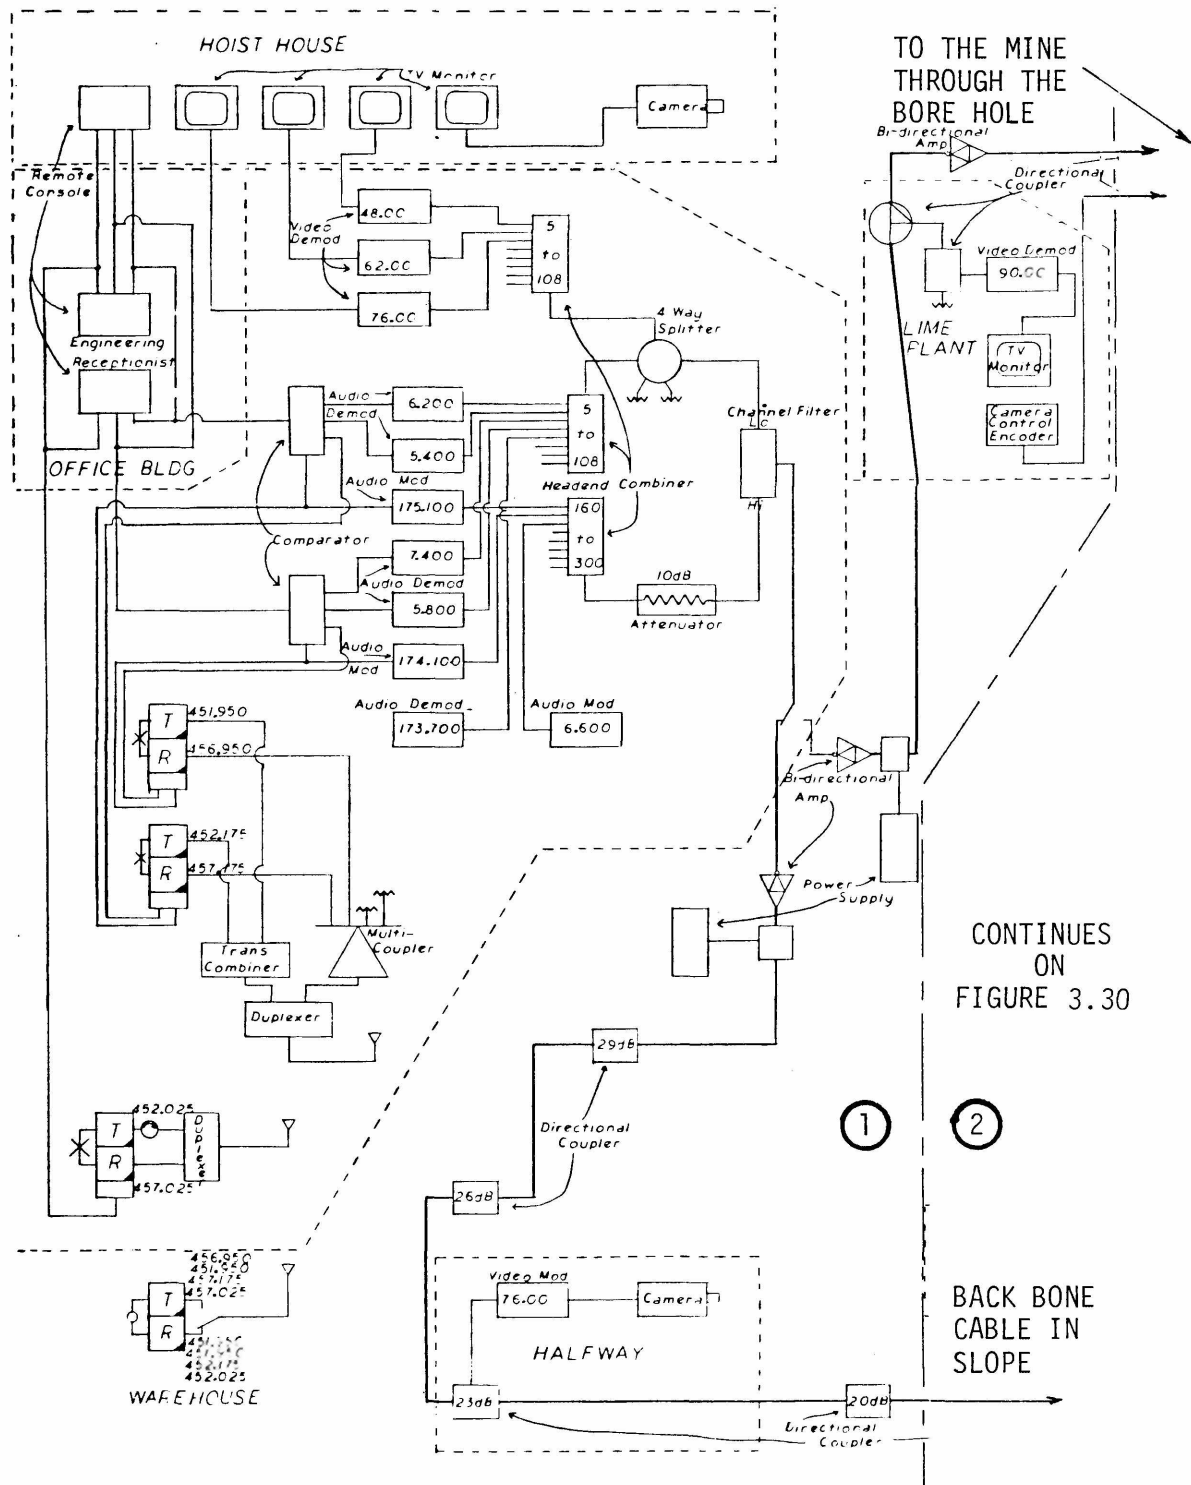 HOIST HOUSE
TV Monitor
Camera
TO THE MINE
THROUGH THE
BORE HOLE
Bi-directional
Amp
Directional
Coupler
Remote
Console
Video
Demod
48.00
62.00
76.00
5
to
108
Video Demod
90.00
LIME
PLANT
TV
Monitor
Camera
Control
Encoder
4 Way
Splitter
Engineering
Receptionist
OFFICE BLDG
Audio
Demod
6.200
5.400
Audio Mod
175.100
5
to
108
Headend Combiner
160
to
300
Channel Filter
Lo
Hi
Comparator
7.400
Audio Demod
5.800
Audio
Mod
174.100
10dB
Attenuator
Audio Demod
173.700
Audio Mod
6.600
T
R
451.950
456.950
T
R
452.175
457.175
Trans
Combiner
Multi-
Coupler
Duplexer
Bi-directional
Amp
Power
Supply
CONTINUES
ON
FIGURE 3.30
29dB
Directional
Coupler
26dB
1
2
452.025
T
R
457.025
Duplexer
456.950
451.950
457.175
457.025
T
R
452.175
452.025
WAREHOUSE
Video Mod
76.00
Camera
HALFWAY
23dB
20dB
Directional
Coupler
BACK BONE
CABLE IN
SLOPE